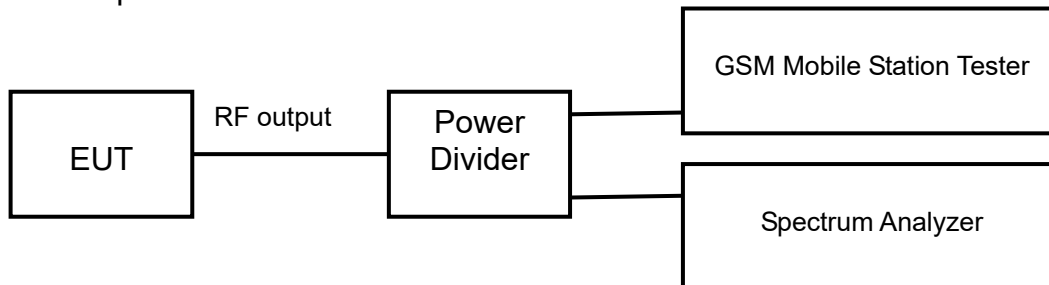 GSM Mobile Station Tester
RF output
EUT
Power
Divider
Spectrum Analyzer